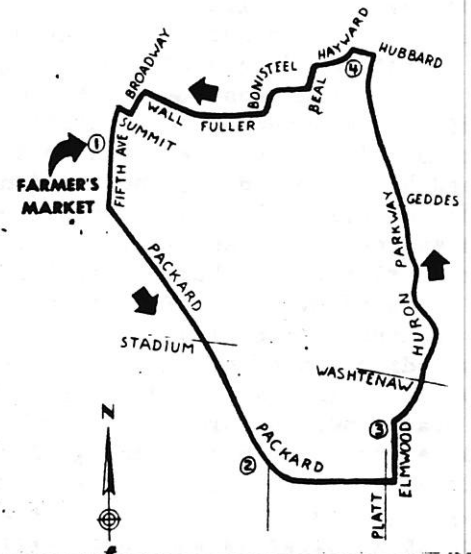 BROADWAY
HAYWARD
HUBBARD
④
BONISTEEL
BEAL
WALL
FULLER
SUMMIT
①
FIFTH AVE
FARMER'S
MARKET
GEDDES
PARKWAY
HURON
PACKARD
STADIUM
WASHTENAW
N
③
ELMWOOD
②
PACKARD
PLATT